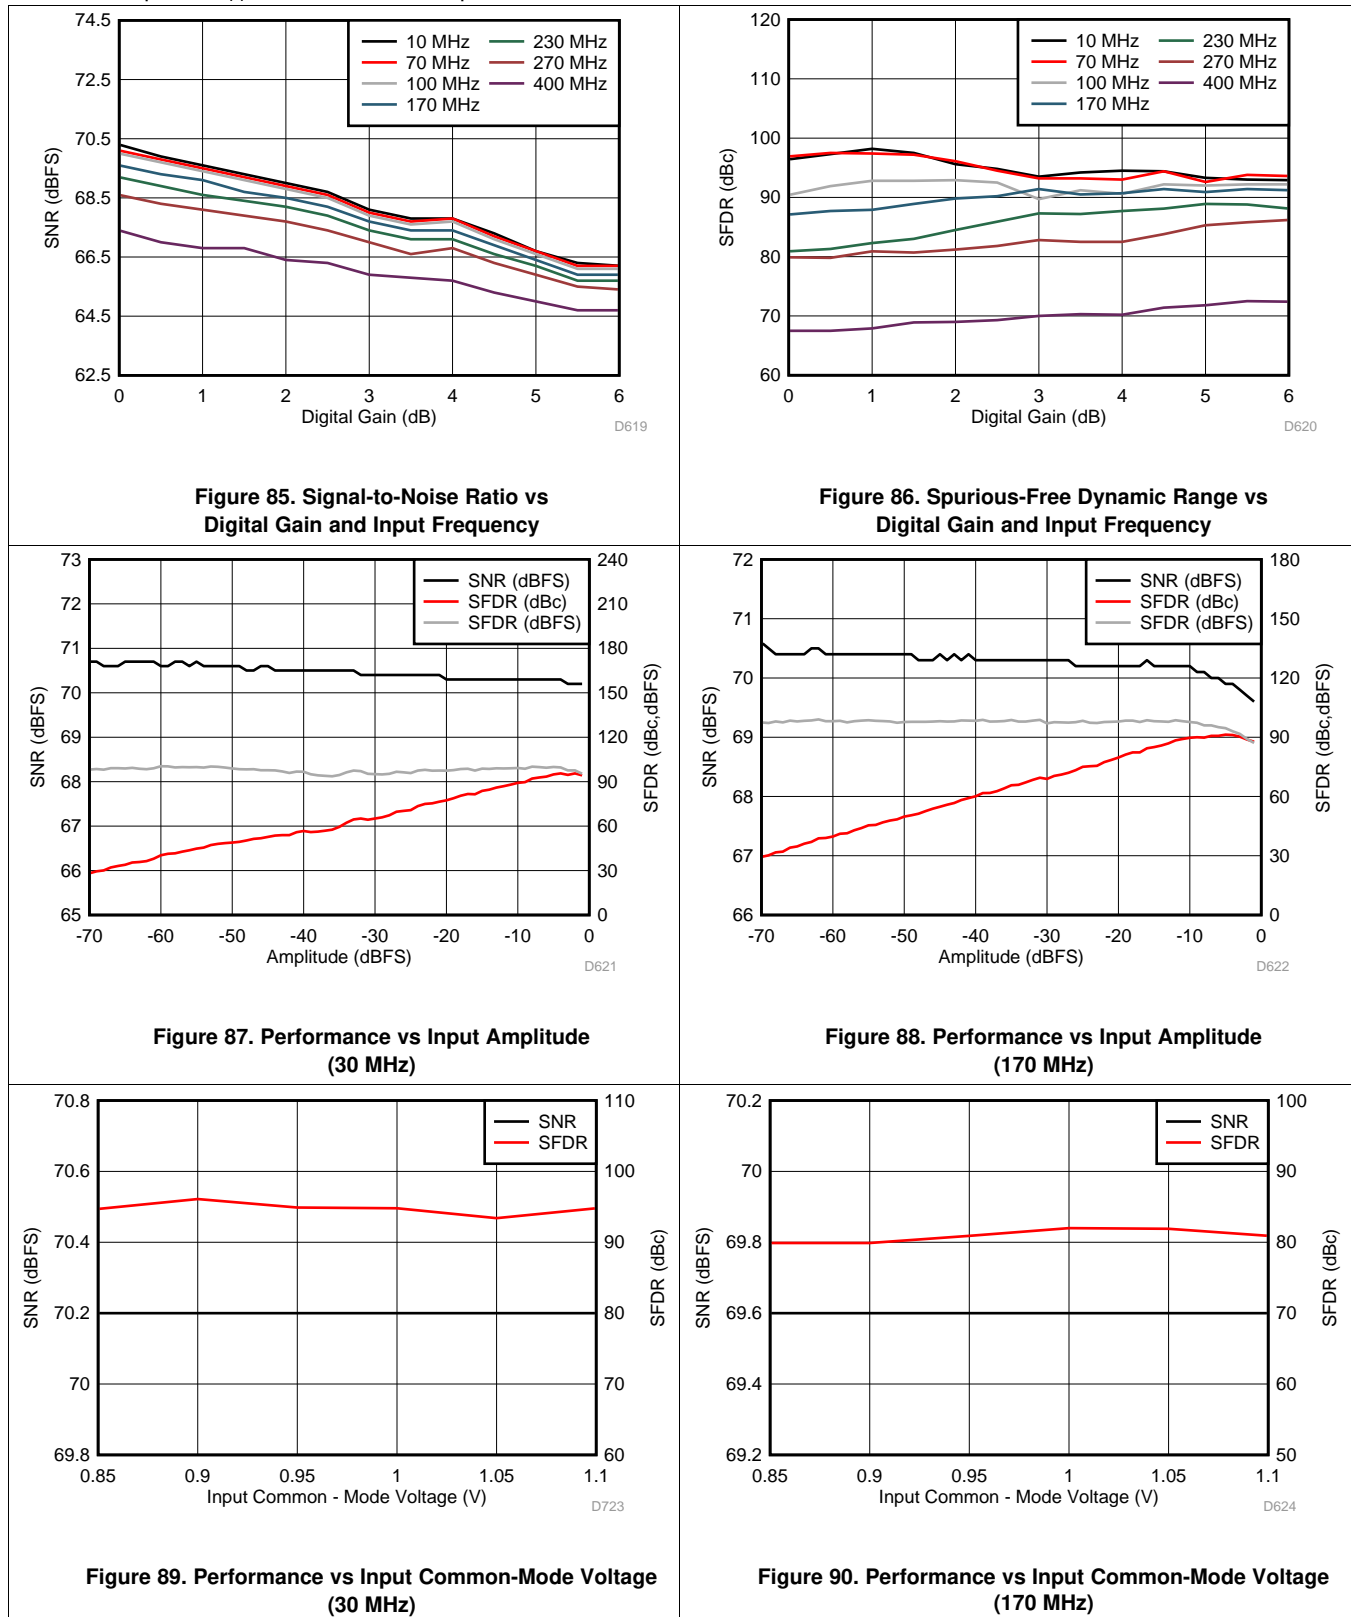 74.5
72.5
70.5
68.5
66.5
64.5
62.5
SNR (dBFS)
10 MHz
70 MHz
100 MHz
170 MHz
230 MHz
270 MHz
400 MHz
0 1 2 3 4 5 6
Digital Gain (dB)
D619
Figure 85. Signal-to-Noise Ratio vs
Digital Gain and Input Frequency
120
110
100
90
80
70
60
SFDR (dBc)
10 MHz
70 MHz
100 MHz
170 MHz
230 MHz
270 MHz
400 MHz
0 1 2 3 4 5 6
Digital Gain (dB)
D620
Figure 86. Spurious-Free Dynamic Range vs
Digital Gain and Input Frequency
73
72
71
70
69
68
67
66
65
SNR (dBFS)
SNR (dBFS)
SFDR (dBc)
SFDR (dBFS)
240
210
180
170
150
120
90
60
30
0
SFDR (dBc,dBFS)
-70 -60 -50 -40 -30 -20 -10 0
Amplitude (dBFS)
D621
Figure 87. Performance vs Input Amplitude
(30 MHz)
72
71
70
69
68
67
66
SNR (dBFS)
SNR (dBFS)
SFDR (dBc)
SFDR (dBFS)
180
150
120
90
60
30
0
SFDR (dBc,dBFS)
-70 -60 -50 -40 -30 -20 -10 0
Amplitude (dBFS)
D622
Figure 88. Performance vs Input Amplitude
(170 MHz)
70.8
70.6
70.4
70.2
70
69.8
SNR (dBFS)
SNR
SFDR
110
100
90
80
70
60
SFDR (dBc)
0.85 0.9 0.95 1 1.05 1.1
Input Common - Mode Voltage (V)
D723
Figure 89. Performance vs Input Common-Mode Voltage
(30 MHz)
70.2
70
69.8
69.6
69.4
69.2
SNR (dBFS)
SNR
SFDR
100
90
80
70
60
50
SFDR (dBc)
0.85 0.9 0.95 1 1.05 1.1
Input Common - Mode Voltage (V)
D624
Figure 90. Performance vs Input Common-Mode Voltage
(170 MHz)